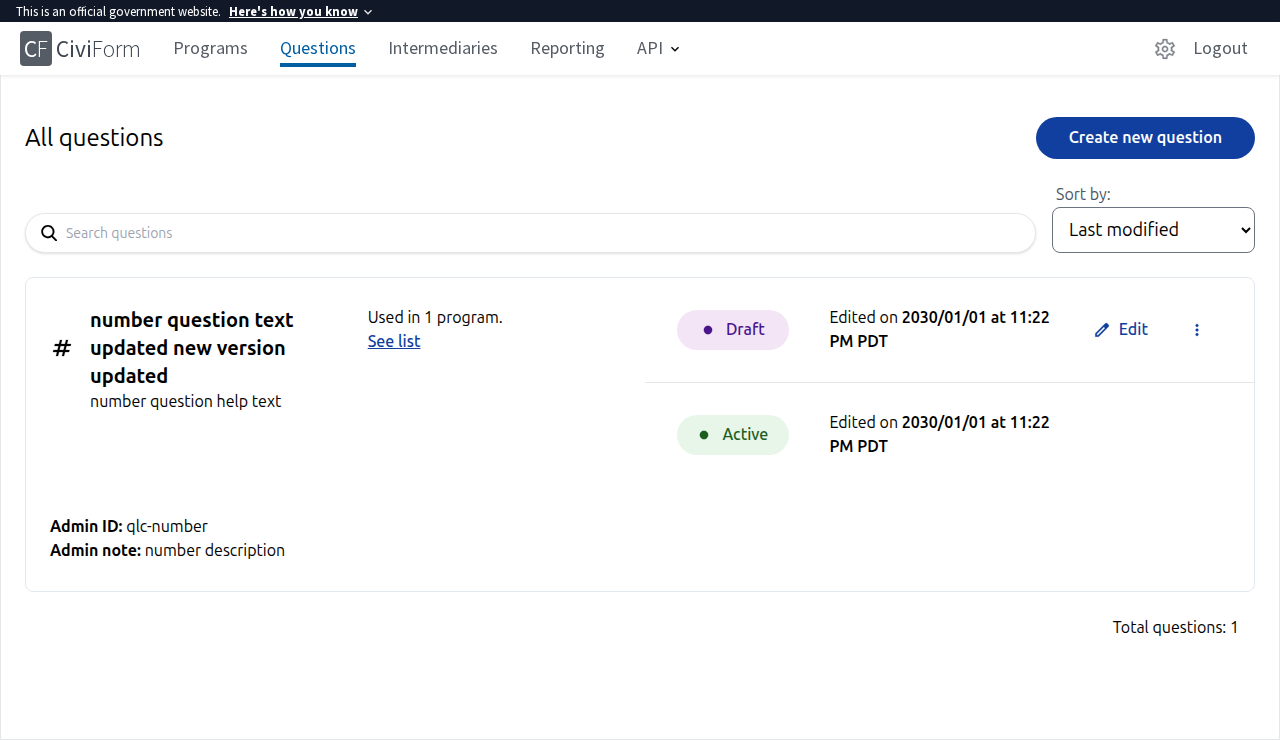 This is an official government website. Here's how you know
CF CiviForm Programs Questions Intermediaries Reporting API Logout
All questions
Create new question
Sort by:
Search questions
Last modified
number question text
updated new version
updated
number question help text
Used in 1 program.
See list
Draft
Edited on 2030/01/01 at 11:22
PM PDT
Edit
Active
Edited on 2030/01/01 at 11:22
PM PDT
Admin ID: qlc-number
Admin note: number description
Total questions: 1